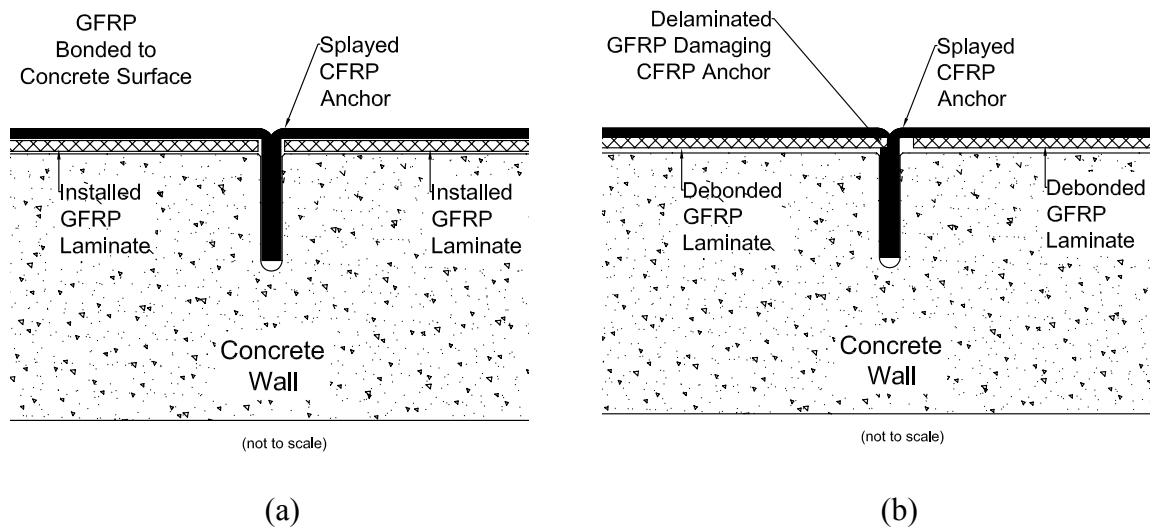 GFRP
Bonded to
Concrete Surface
Splayed
CFRP
Anchor
Installed
GFRP
Laminate
Installed
GFRP
Laminate
Concrete
Wall
(not to scale)
(a)
Delaminated
GFRP Damaging
CFRP Anchor
Splayed
CFRP
Anchor
Debonded
GFRP
Laminate
Debonded
GFRP
Laminate
Concrete
Wall
(not to scale)
(b)